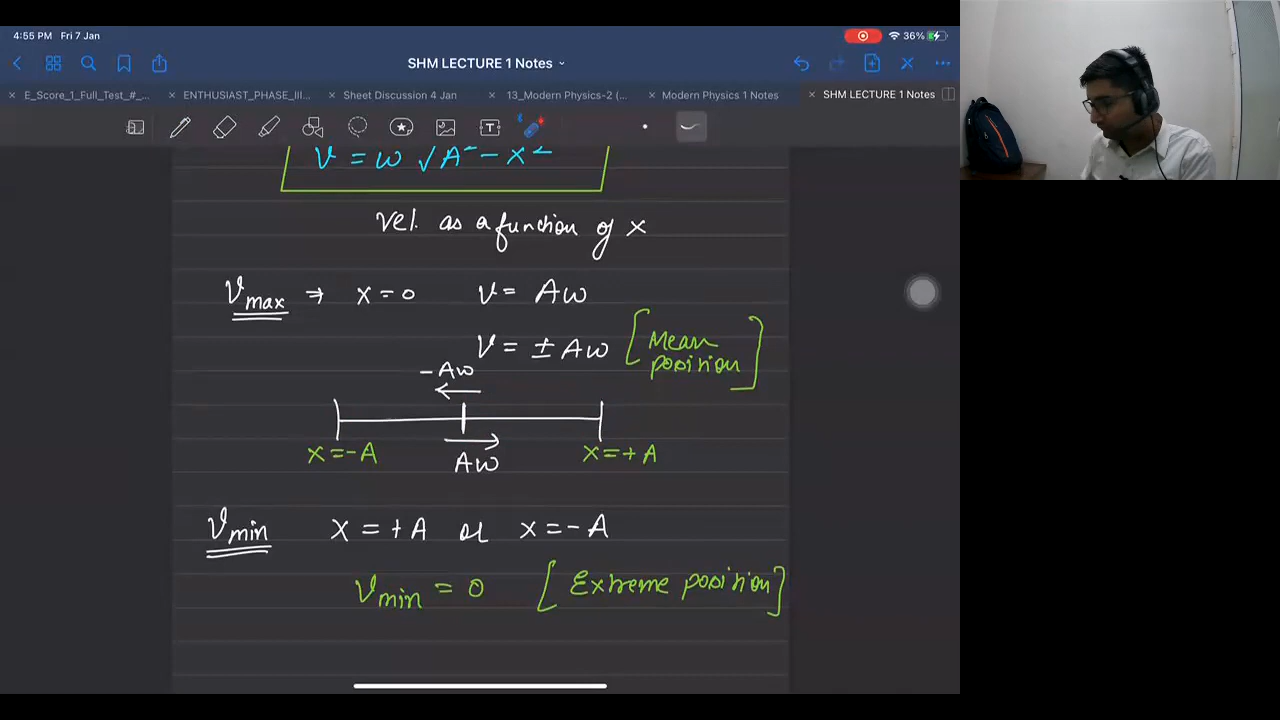 4:55 PM Fri 7 Jan
36%
SHM LECTURE 1 Notes
E_Score_1_Full_Test_#_...
ENTHUSIAST_PHASE_III...
Sheet Discussion 4 Jan
13_Modern Physics-2 (...
Modern Physics 1 Notes
SHM LECTURE 1 Notes
T
v = ω √A² − x²
Vel. as a function of x
Vmax → x = 0 v = Aω
v = ± Aω [Mean position]
−Aω
x = −A Aω x = +A
Vmin x = +A or x = −A
Vmin = 0 [Extreme position]